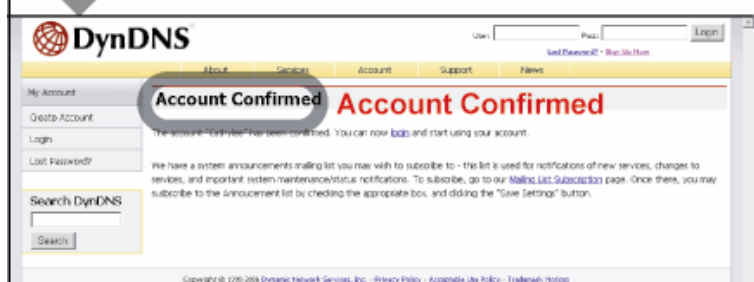 DynDNS
User: Pass: Login
Lost Password? - Sign Up Now
About Services Account Support News
My Account
Create Account
Login
Lost Password?
Search DynDNS
Search
Account Confirmed
Account Confirmed
The account "Cathylee" has been confirmed. You can now login and start using your account.
We have a system announcements mailing list you may wish to subscribe to - this list is used for notifications of new services, changes to
services, and important system maintenance/status notifications. To subscribe, go to our Mailing List Subscription page. Once there, you may
subscribe to the Annoucement list by checking the appropriate box, and clicking the "Save Settings" button.
Copyright © 1999-2006 Dynamic Network Services, Inc. - Privacy Policy - Acceptable Use Policy - Trademark Notices